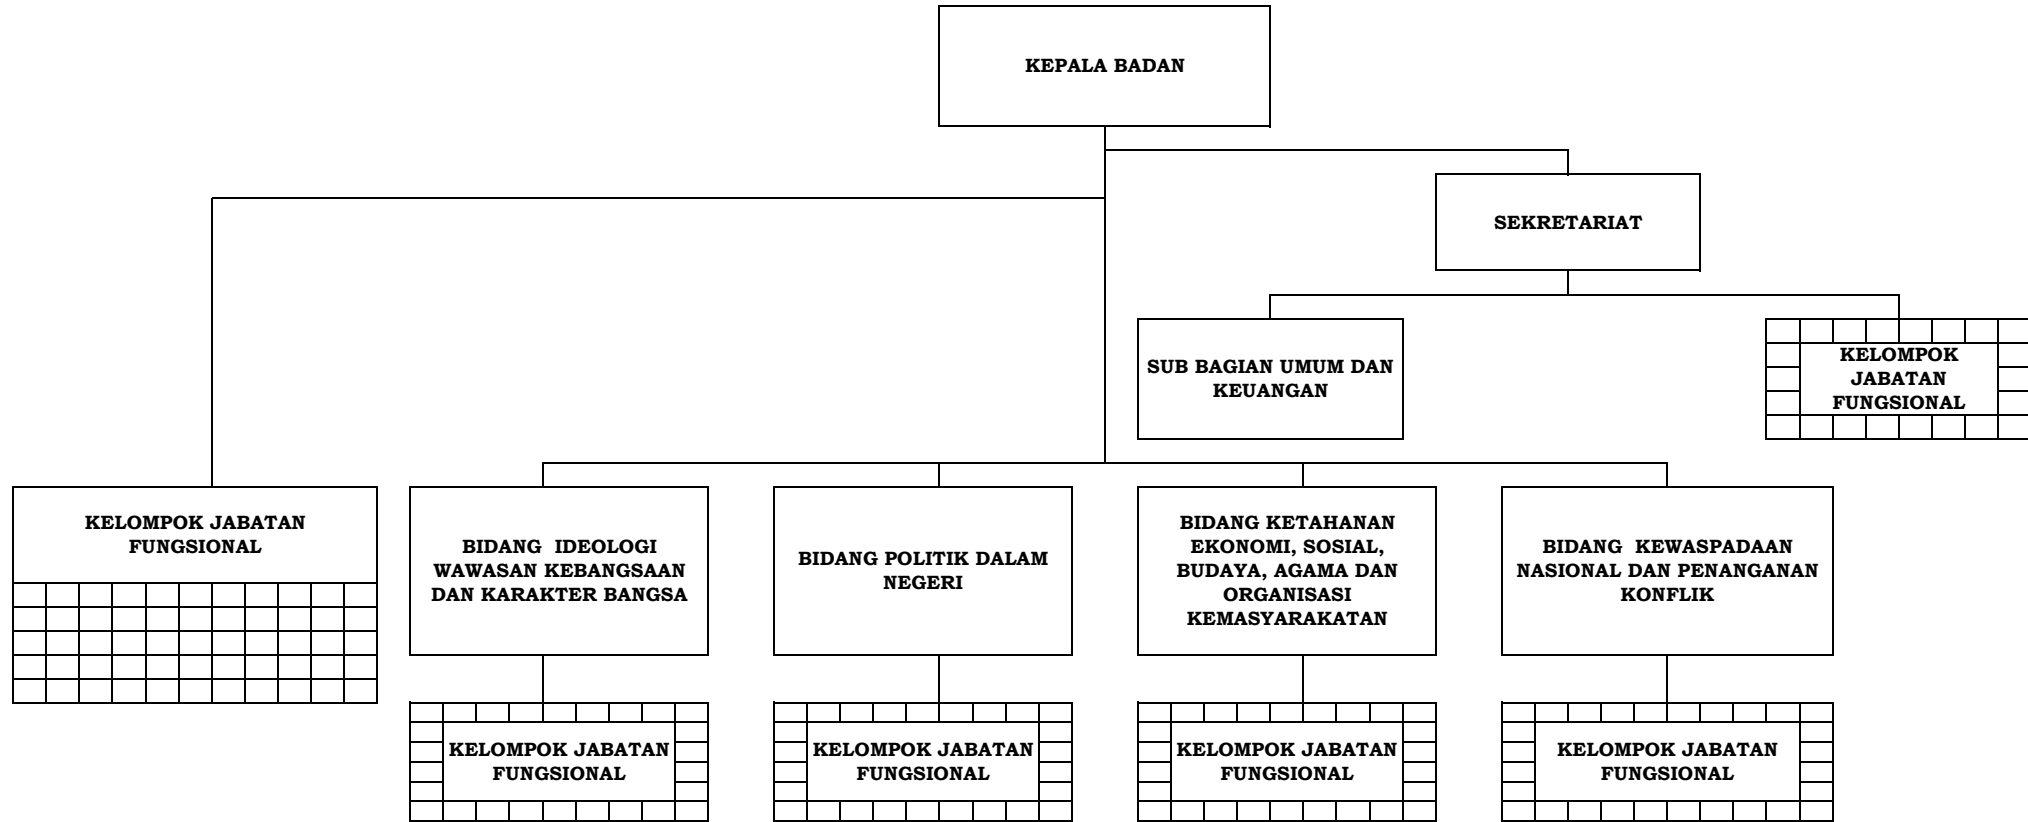 KEPALA BADAN
SEKRETARIAT
SUB BAGIAN UMUM DAN
KEUANGAN
KELOMPOK
JABATAN
FUNGSIONAL
KELOMPOK JABATAN
FUNGSIONAL
BIDANG IDEOLOGI
WAWASAN KEBANGSAAN
DAN KARAKTER BANGSA
BIDANG POLITIK DALAM
NEGERI
BIDANG KETAHANAN
EKONOMI, SOSIAL,
BUDAYA, AGAMA DAN
ORGANISASI
KEMASYARAKATAN
BIDANG KEWASPADAAN
NASIONAL DAN PENANGANAN
KONFLIK
KELOMPOK JABATAN
FUNGSIONAL
KELOMPOK JABATAN
FUNGSIONAL
KELOMPOK JABATAN
FUNGSIONAL
KELOMPOK JABATAN
FUNGSIONAL